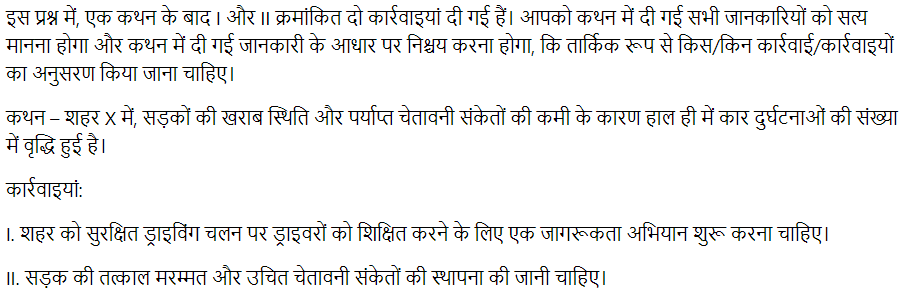 इस प्रश्न में, एक कथन के बाद I और II क्रमांकित दो कार्रवाइयां दी गई हैं। आपको कथन में दी गई सभी जानकारियों को सत्य
मानना होगा और कथन में दी गई जानकारी के आधार पर निश्चय करना होगा, कि तार्किक रूप से किस/किन कार्रवाई/कार्रवाइयों
का अनुसरण किया जाना चाहिए।
कथन – शहर X में, सड़कों की खराब स्थिति और पर्याप्त चेतावनी संकेतों की कमी के कारण हाल ही में कार दुर्घटनाओं की संख्या
में वृद्धि हुई है।
कार्रवाइयां:
I. शहर को सुरक्षित ड्राइविंग चलन पर ड्राइवरों को शिक्षित करने के लिए एक जागरूकता अभियान शुरू करना चाहिए।
II. सड़क की तत्काल मरम्मत और उचित चेतावनी संकेतों की स्थापना की जानी चाहिए।